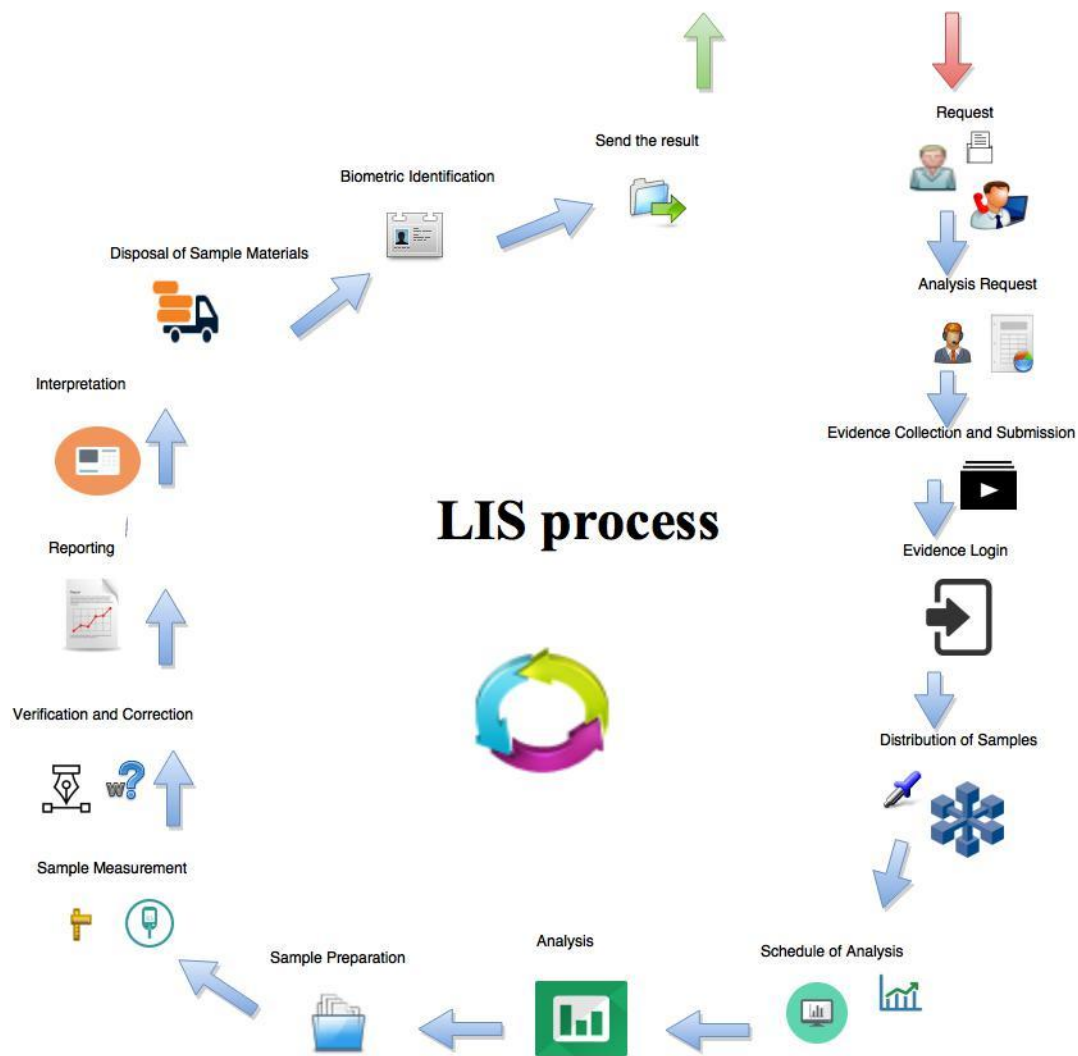 Request
Analysis Request
Evidence Collection and Submission
Evidence Login
Distribution of Samples
Schedule of Analysis
Analysis
Sample Preparation
Sample Measurement
Verification and Correction
w?
Reporting
Interpretation
Disposal of Sample Materials
Biometric Identification
Send the result
LIS process